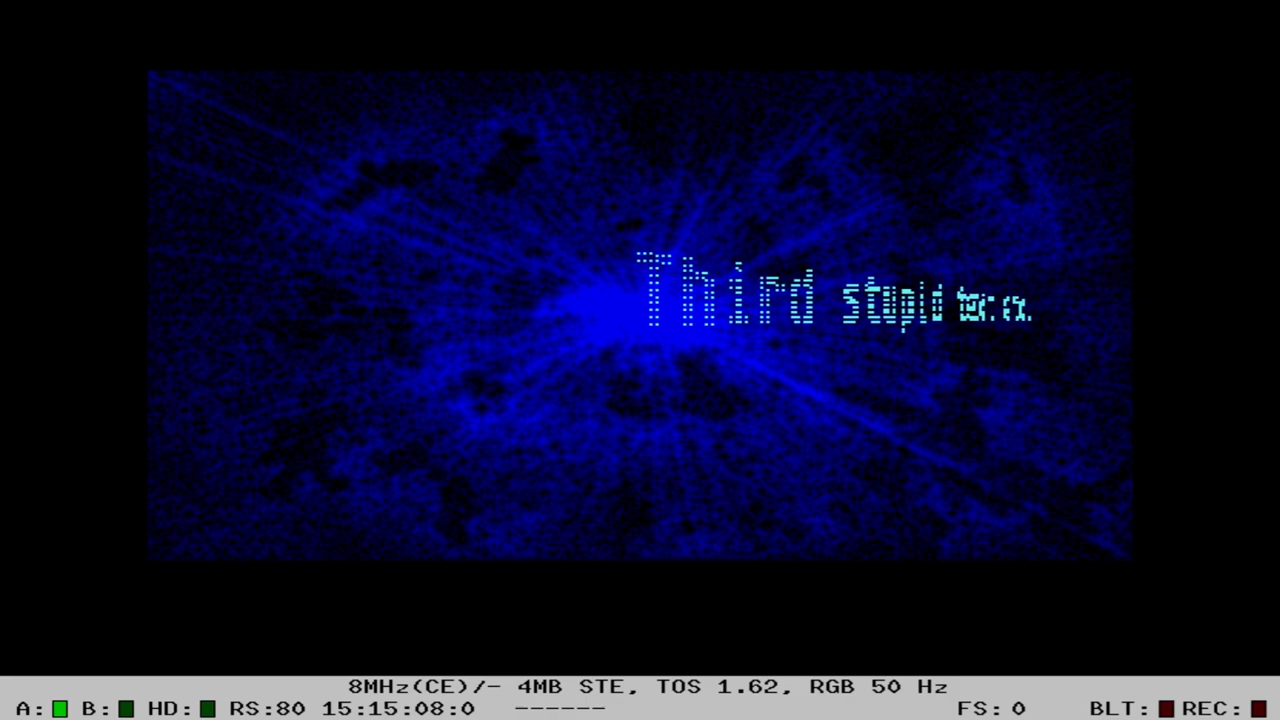 Third stupid
8MHz(CE)/- 4MB STE, TOS 1.62, RGB 50 Hz
A: B: HD: RS:80 15:15:08:0 ------ FS: 0 BLT: REC: